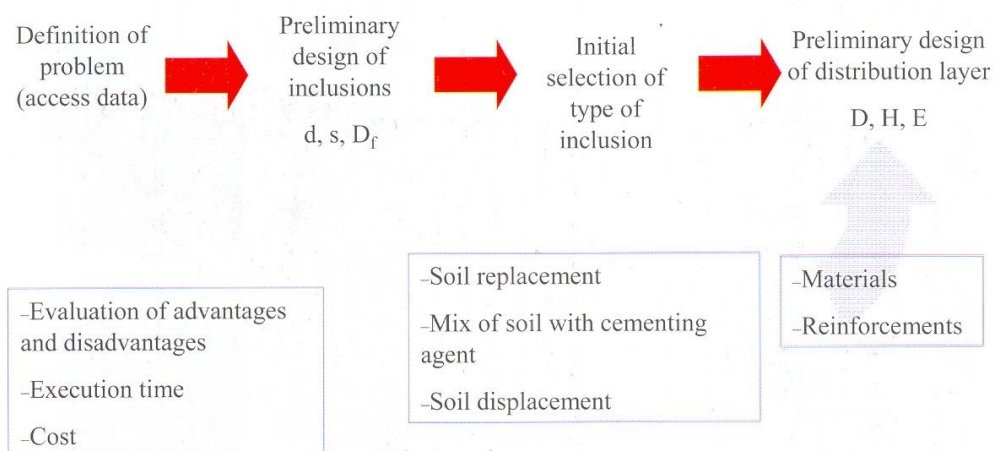 Definition of
problem
(access data)
Preliminary
design of
inclusions
d, s, D_f
Initial
selection of
type of
inclusion
Preliminary design
of distribution layer
D, H, E
–Evaluation of advantages
and disadvantages
–Execution time
–Cost
–Soil replacement
–Mix of soil with cementing
agent
–Soil displacement
–Materials
–Reinforcements